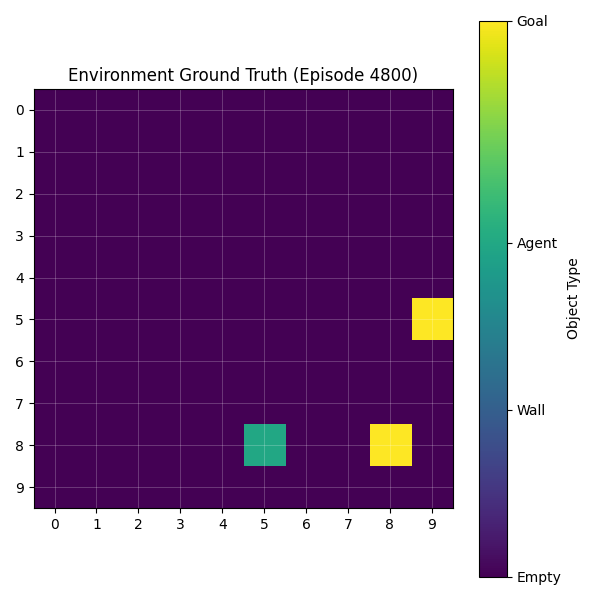 Environment Ground Truth (Episode 4800)
0
1
2
3
4
5
6
7
8
9
0 1 2 3 4 5 6 7 8 9
Goal
Agent
Wall
Empty
Object Type